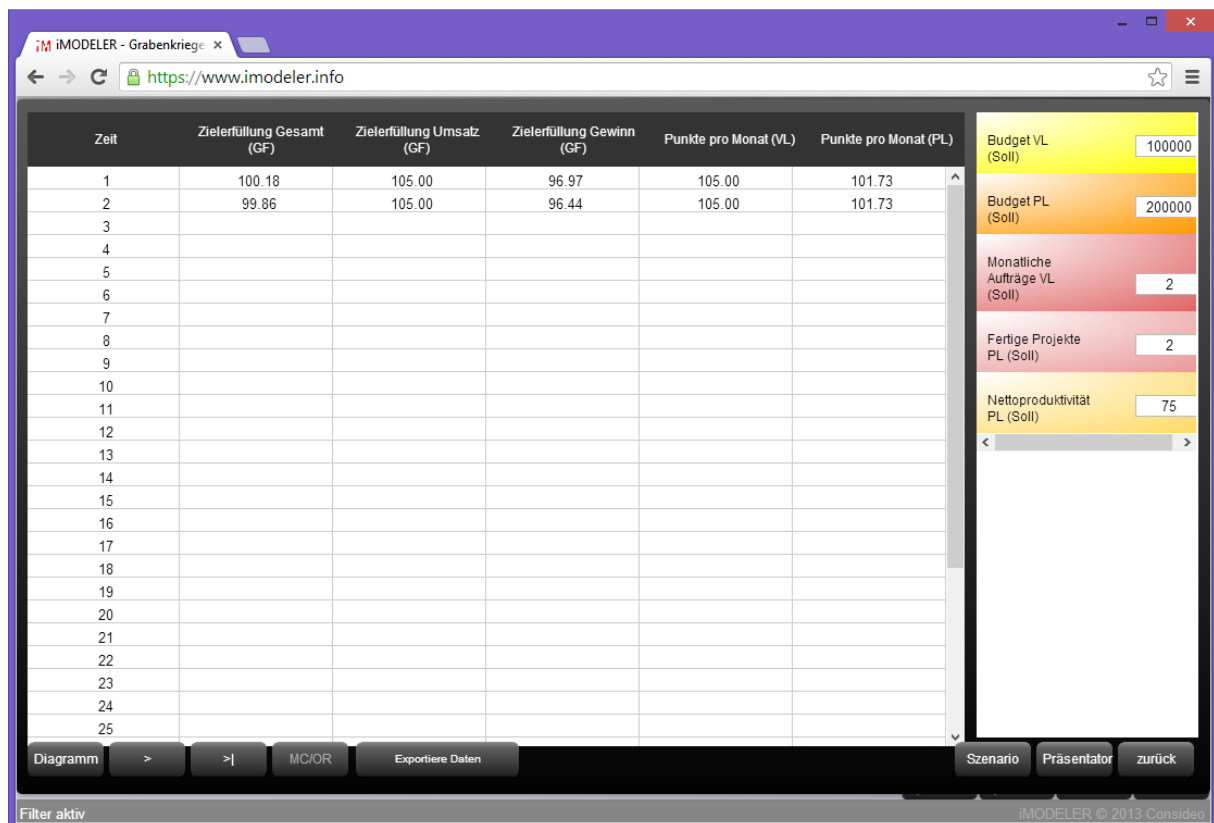 iM iMODELER - Grabenkriege
https://www.imodeler.info
Zeit
Zielerfüllung Gesamt
(GF)
Zielerfüllung Umsatz
(GF)
Zielerfüllung Gewinn
(GF)
Punkte pro Monat (VL)
Punkte pro Monat (PL)
1 100.18 105.00 96.97 105.00 101.73
2 99.86 105.00 96.44 105.00 101.73
3
4
5
6
7
8
9
10
11
12
13
14
15
16
17
18
19
20
21
22
23
24
25
Budget VL
(Soll)
100000
Budget PL
(Soll)
200000
Monatliche
Aufträge VL
(Soll)
2
Fertige Projekte
PL (Soll)
2
Nettoproduktivität
PL (Soll)
75
Diagramm > >| MC/OR Exportiere Daten Szenario Präsentator zurück
Filter aktiv iMODELER © 2013 Consideo